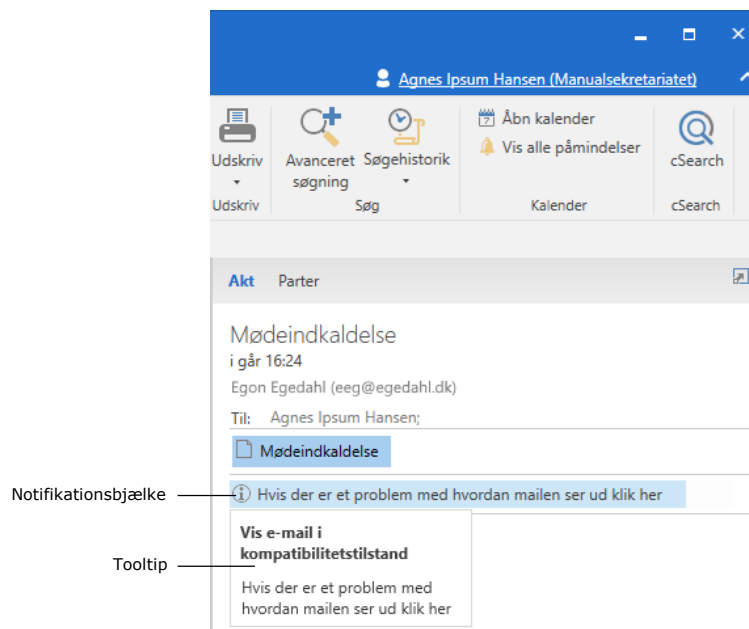 Agnes Ipsum Hansen (Manualsekretariatet)
Åbn kalender
Vis alle påmindelser
Udskriv
Avanceret
søgning
Søgehistorik
cSearch
Udskriv
Søg
Kalender
cSearch
Akt Parter
Mødeindkaldelse
i går 16:24
Egon Egedahl (eeg@egedahl.dk)
Til: Agnes Ipsum Hansen;
Mødeindkaldelse
Notifikationsbjælke
Hvis der er et problem med hvordan mailen ser ud klik her
Vis e-mail i
kompatibilitetstilstand
Tooltip
Hvis der er et problem med
hvordan mailen ser ud klik her